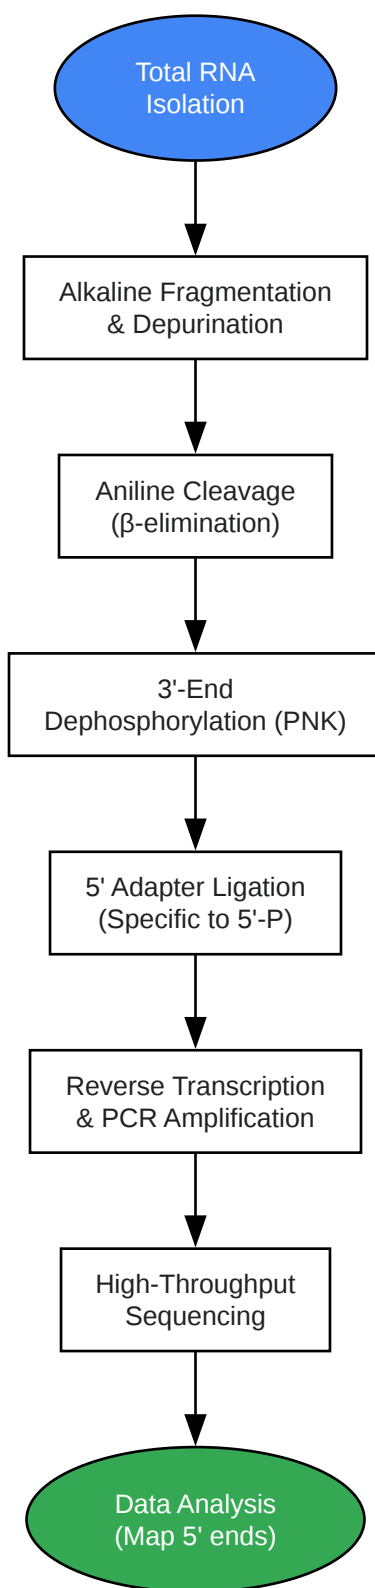 Total RNA
Isolation
Alkaline Fragmentation
& Depurination
Aniline Cleavage
(β-elimination)
3'-End
Dephosphorylation (PNK)
5' Adapter Ligation
(Specific to 5'-P)
Reverse Transcription
& PCR Amplification
High-Throughput
Sequencing
Data Analysis
(Map 5' ends)